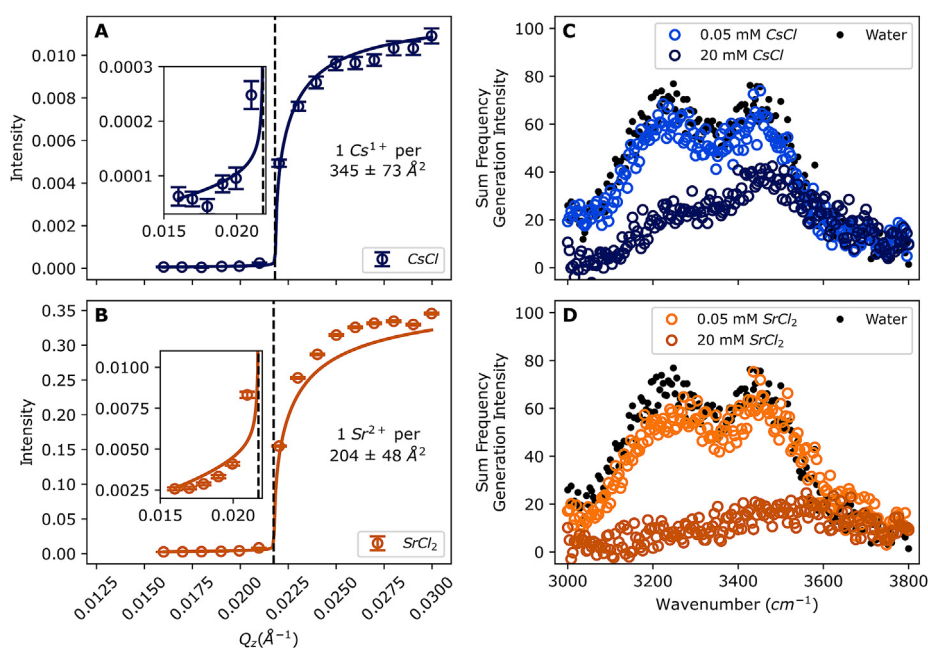 A
0.010
0.008
0.006
0.004
0.002
0.000
Intensity
0.0003
0.0002
0.0001
0.015
0.020
1 Cs¹⁺ per
345 ± 73 Å²
CsCl
B
0.35
0.30
0.25
0.20
0.15
0.10
0.05
0.00
Intensity
0.0100
0.0075
0.0050
0.0025
0.015
0.020
1 Sr²⁺ per
204 ± 48 Å²
SrCl₂
0.0125
0.0150
0.0175
0.0200
0.0225
0.0250
0.0275
0.0300
Q_z(Å⁻¹)
C
0.05 mM CsCl
20 mM CsCl
Water
100
80
60
40
20
0
Sum Frequency
Generation Intensity
D
0.05 mM SrCl₂
20 mM SrCl₂
Water
100
80
60
40
20
0
Sum Frequency
Generation Intensity
3000
3200
3400
3600
3800
Wavenumber (cm⁻¹)